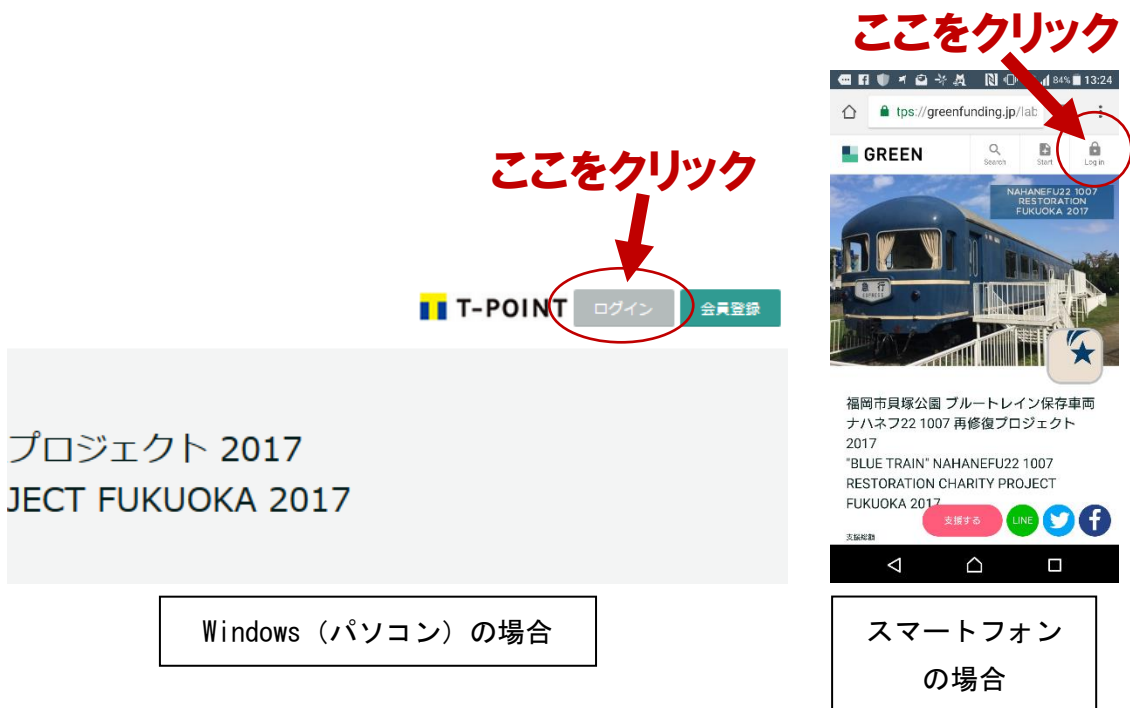 ここをクリック
84% 13:24
tps://greenfunding.jp/lab
GREEN
Search
Start
Log in
NAHANEFU22 1007
RESTORATION
FUKUOKA 2017
急行
EXPRESS
福岡市貝塚公園 ブルートレイン保存車両
ナハネフ22 1007 再修復プロジェクト
2017
"BLUE TRAIN" NAHANEFU22 1007
RESTORATION CHARITY PROJECT
FUKUOKA 2017
支援する
LINE
支援総額
ここをクリック
T-POINT
ログイン
会員登録
プロジェクト 2017
JECT FUKUOKA 2017
Windows（パソコン）の場合
スマートフォン
の場合